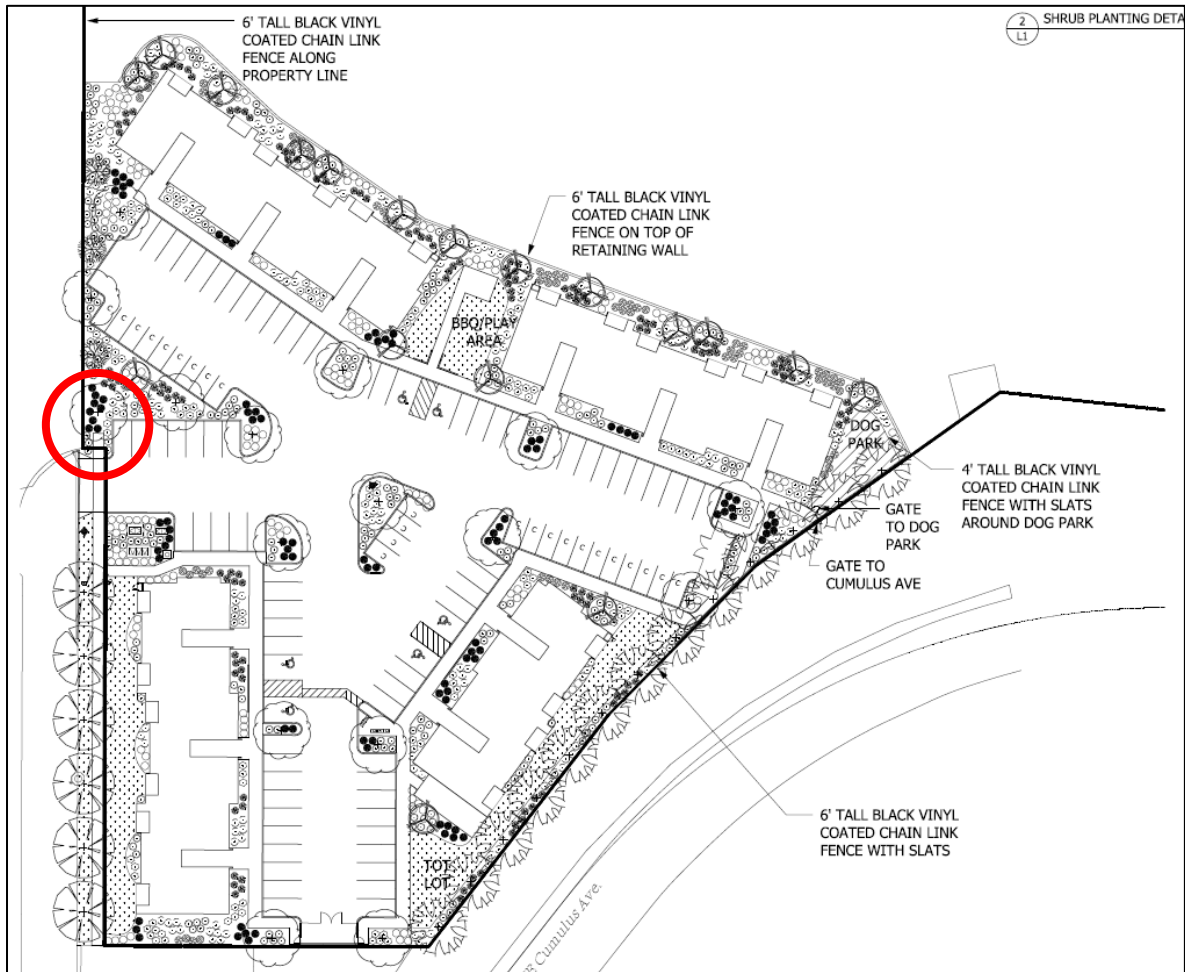 6' TALL BLACK VINYL
COATED CHAIN LINK
FENCE ALONG
PROPERTY LINE
2
L1
SHRUB PLANTING DETA
6' TALL BLACK VINYL
COATED CHAIN LINK
FENCE ON TOP OF
RETAINING WALL
BBQ/PLAY
AREA
DOG
PARK
4' TALL BLACK VINYL
COATED CHAIN LINK
FENCE WITH SLATS
AROUND DOG PARK
GATE
TO DOG
PARK
GATE TO
CUMULUS AVE
6' TALL BLACK VINYL
COATED CHAIN LINK
FENCE WITH SLATS
TOT
LOT
Cumulus Ave.